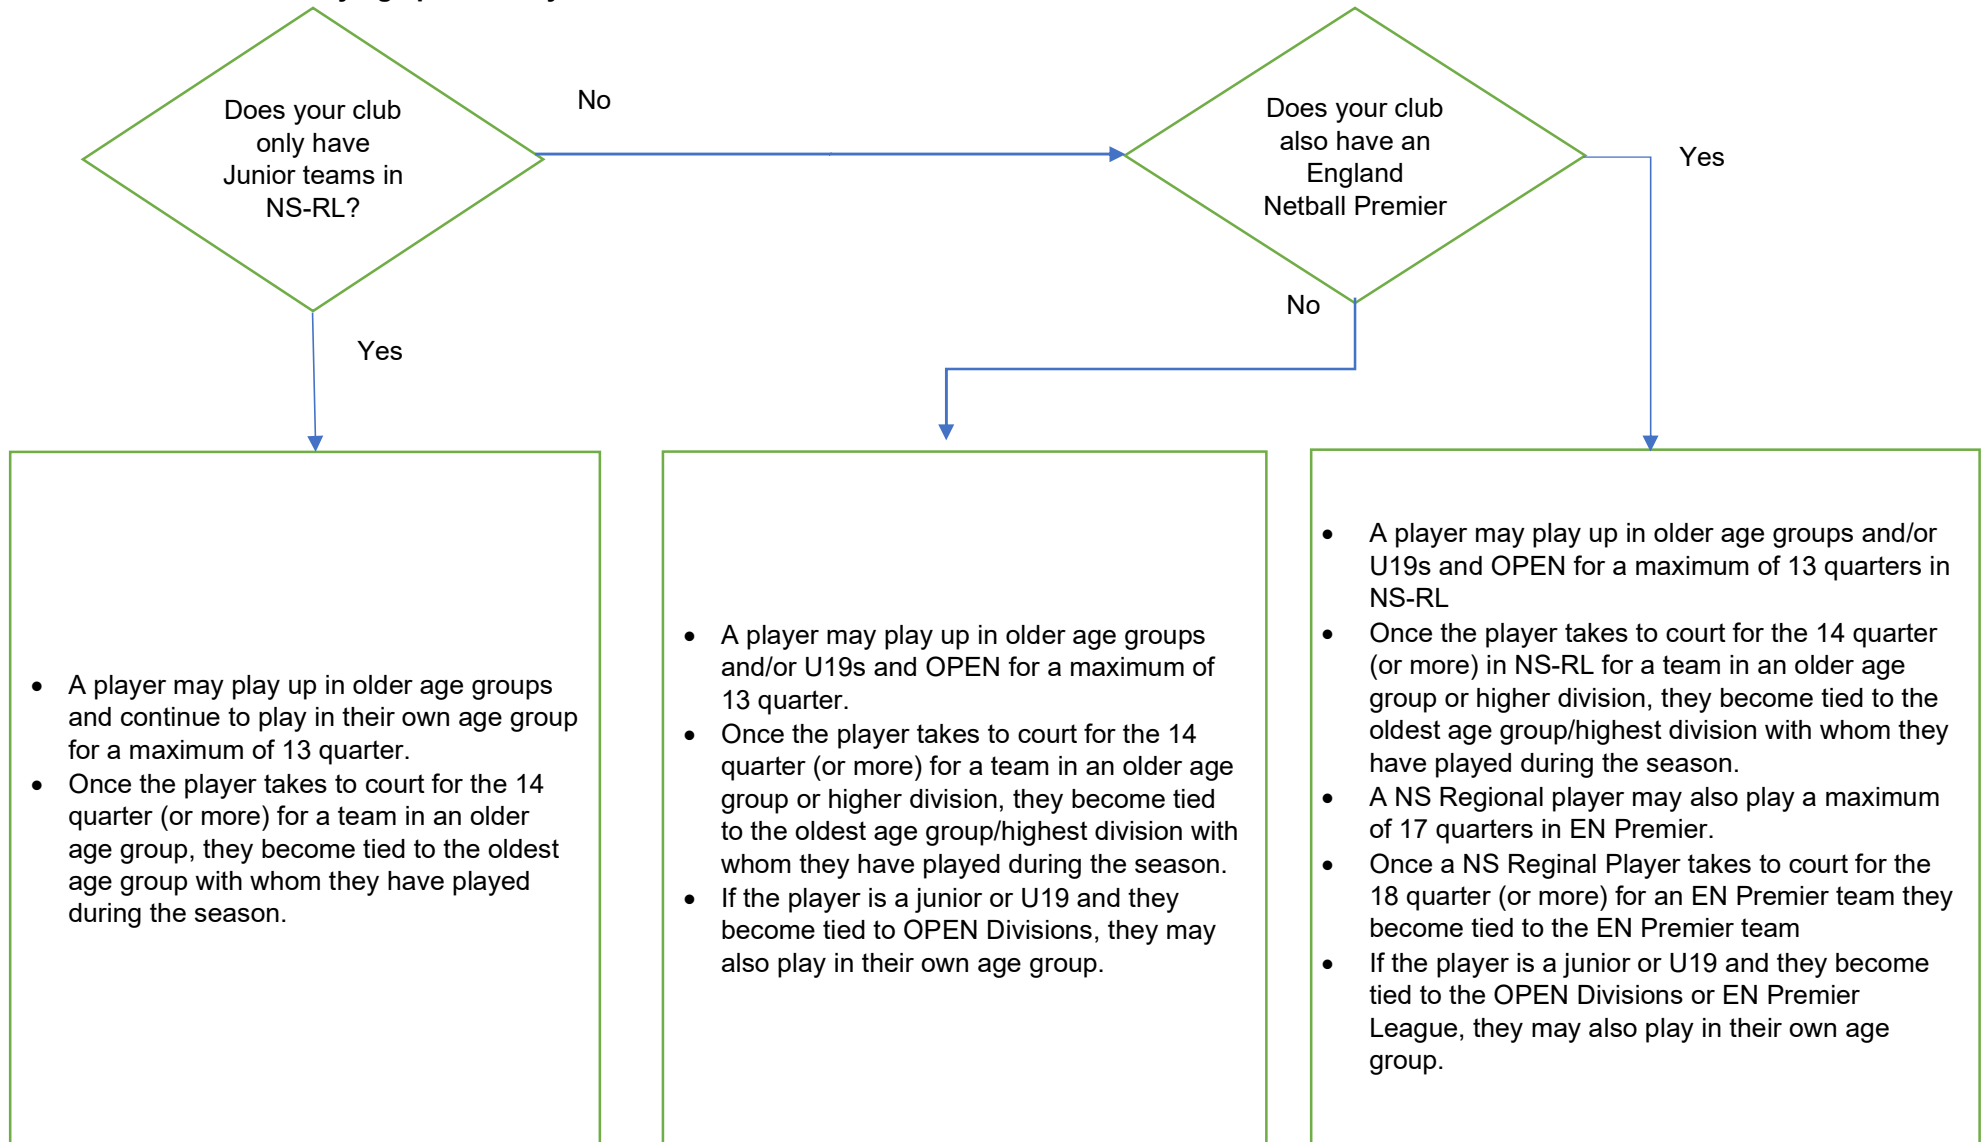 Does your club
only have
Junior teams in
NS-RL?
No
Does your club
also have an
England
Netball Premier
Yes
No
Yes
• A player may play up in older age groups
and continue to play in their own age group
for a maximum of 13 quarter.
• Once the player takes to court for the 14
quarter (or more) for a team in an older
age group, they become tied to the oldest
age group with whom they have played
during the season.
• A player may play up in older age groups
and/or U19s and OPEN for a maximum of
13 quarter.
• Once the player takes to court for the 14
quarter (or more) for a team in an older age
group or higher division, they become tied
to the oldest age group/highest division with
whom they have played during the season.
• If the player is a junior or U19 and they
become tied to OPEN Divisions, they may
also play in their own age group.
• A player may play up in older age groups and/or
U19s and OPEN for a maximum of 13 quarters in
NS-RL
• Once the player takes to court for the 14 quarter
(or more) in NS-RL for a team in an older age
group or higher division, they become tied to the
oldest age group/highest division with whom they
have played during the season.
• A NS Regional player may also play a maximum
of 17 quarters in EN Premier.
• Once a NS Reginal Player takes to court for the
18 quarter (or more) for an EN Premier team they
become tied to the EN Premier team
• If the player is a junior or U19 and they become
tied to the OPEN Divisions or EN Premier
League, they may also play in their own age
group.